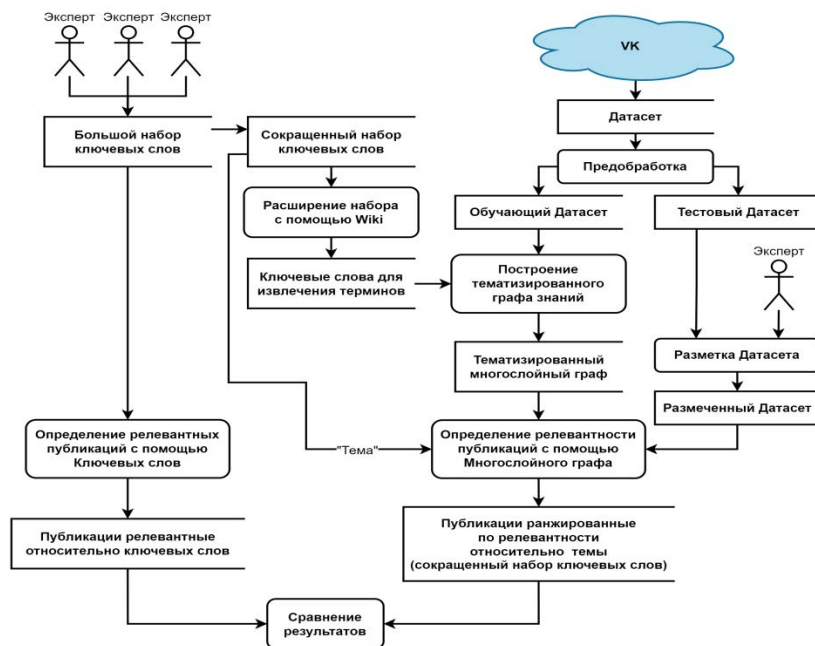 Эксперт Эксперт Эксперт
VK
Большой набор
ключевых слов
Сокращенный набор
ключевых слов
Датасет
Предобработка
Расширение набора
с помощью Wiki
Обучающий Датасет
Тестовый Датасет
Ключевые слова для
извлечения терминов
Построение
тематизированного
графа знаний
Эксперт
Тематизированный
многослойный граф
Разметка Датасета
Размеченный Датасет
Определение релевантных
публикаций с помощью
Ключевых слов
"Тема"
Определение релевантности
публикаций с помощью
Многослойного графа
Публикации релевантные
относительно ключевых слов
Публикации ранжированные
по релевантности
относительно темы
(сокращенный набор ключевых слов)
Сравнение
результатов